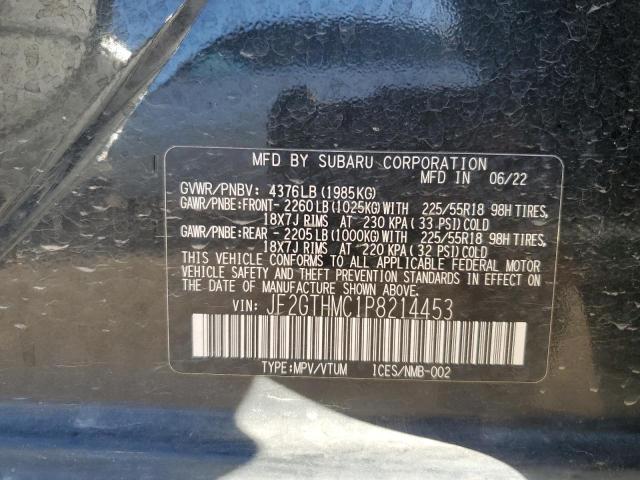 MFD BY SUBARU CORPORATION
MFD IN 06/22
GVWR/PNBV: 4376LB (1985KG)
GAWR/PNBE:FRONT- 2260LB (1025KG) WITH 225/55R18 98H TIRES,
18X7J RIMS AT 230 KPA ( 33 PSI) COLD
GAWR/PNBE:REAR - 2205LB (1000KG) WITH 225/55R18 98H TIRES,
18X7J RIMS AT 220 KPA ( 32 PSI) COLD
THIS VEHICLE CONFORMS TO ALL APPLICABLE FEDERAL MOTOR
VEHICLE SAFETY AND THEFT PREVENTION STANDARDS IN EFFECT ON
THE DATE OF MANUFACTURE SHOWN ABOVE.
VIN: JF2GTHMC1P8214453
TYPE:MPV/VTUM ICES/NMB-002